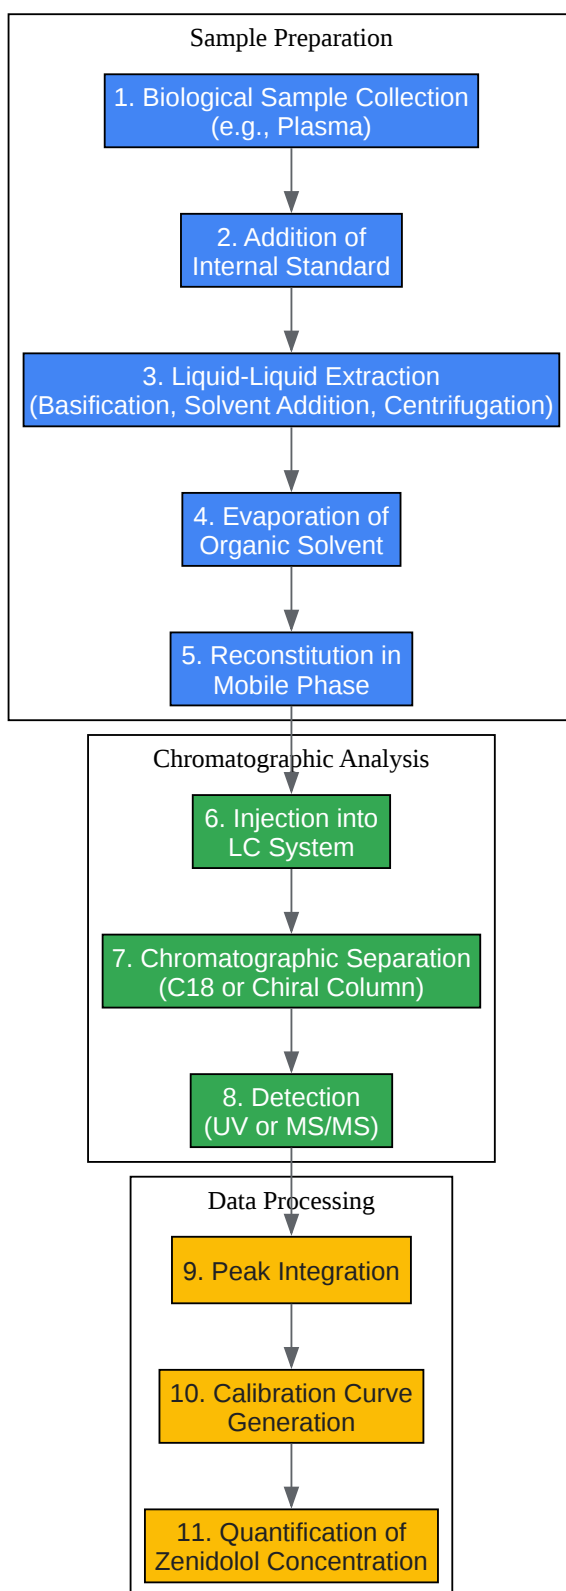 Sample Preparation
1. Biological Sample Collection
(e.g., Plasma)
2. Addition of
Internal Standard
3. Liquid-Liquid Extraction
(Basification, Solvent Addition, Centrifugation)
4. Evaporation of
Organic Solvent
5. Reconstitution in
Mobile Phase
Chromatographic Analysis
6. Injection into
LC System
7. Chromatographic Separation
(C18 or Chiral Column)
8. Detection
(UV or MS/MS)
Data Processing
9. Peak Integration
10. Calibration Curve
Generation
11. Quantification of
Zenidolol Concentration